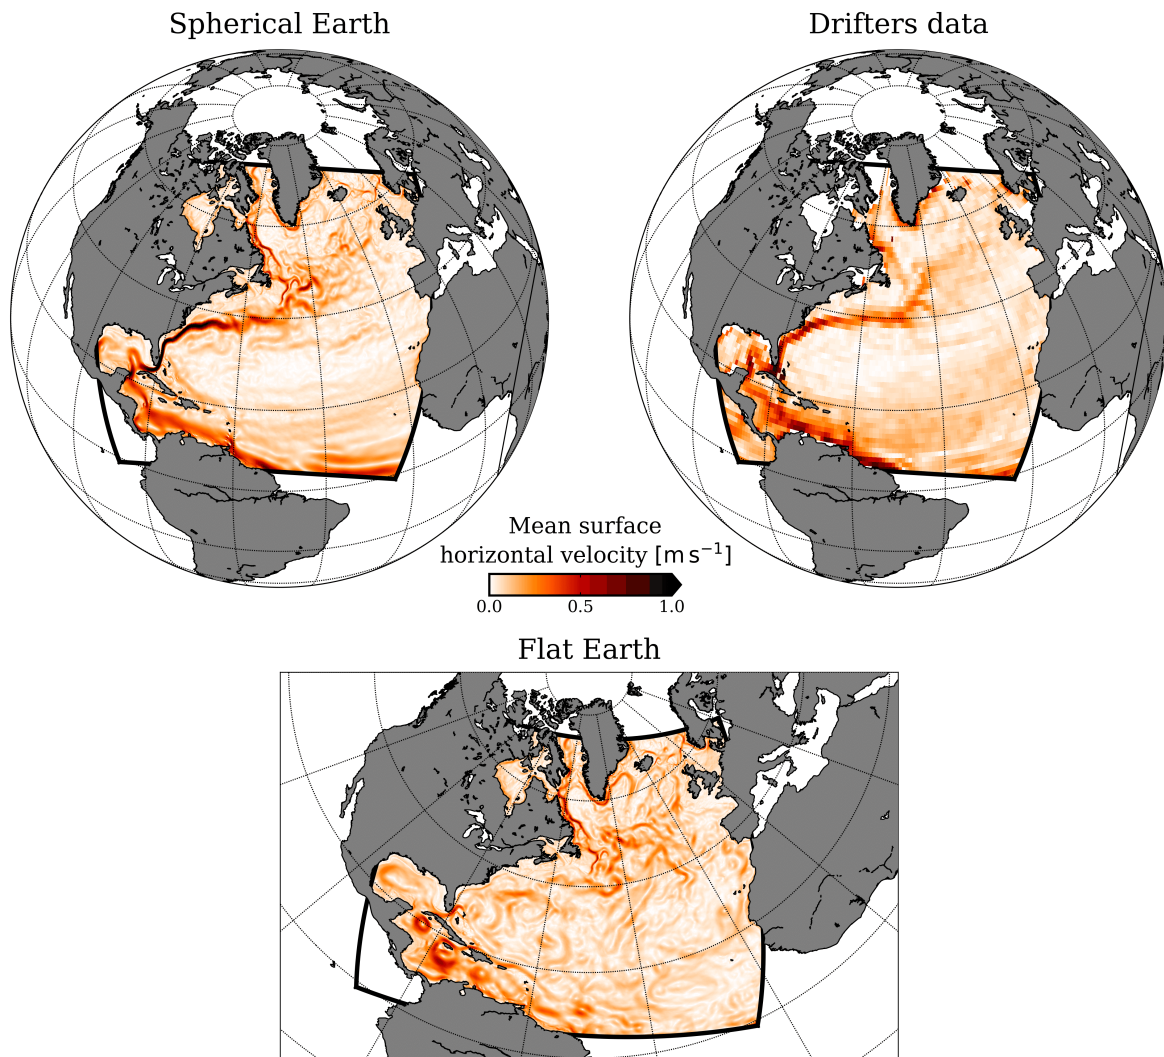 Spherical Earth
Drifters data
Mean surface
horizontal velocity [m s⁻¹]
0.0 0.5 1.0
Flat Earth